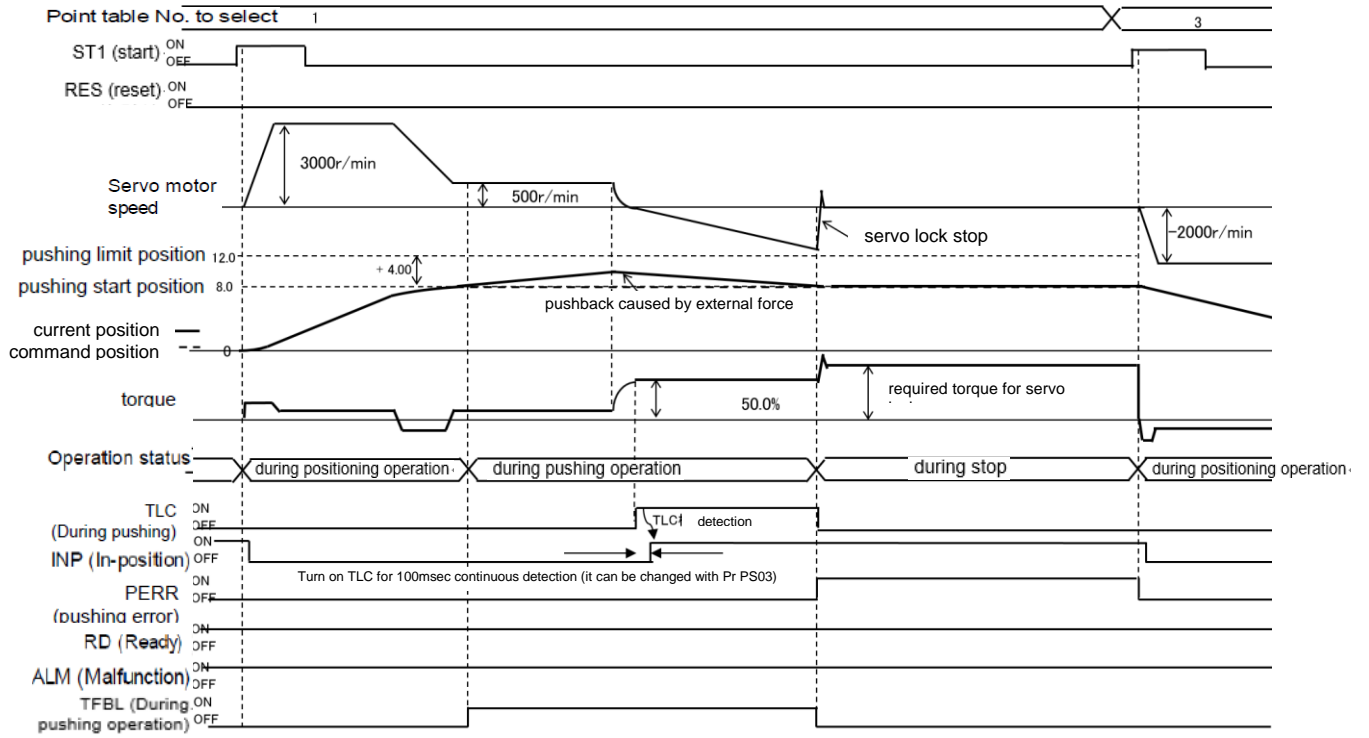 Point table No. to select 1 3
ST1 (start) ON
OFF
RES (reset) ON
OFF
3000r/min
Servo motor
speed
500r/min
servo lock stop
-2000r/min
pushing limit position 12.0
+ 4.00
pushing start position 8.0
pushback caused by external force
current position
command position 0
torque
50.0%
required torque for servo
Operation status
during positioning operation
during pushing operation
during stop
during positioning operation
TLC ON
OFF
(During pushing)
TLC detection
INP (In-position) ON
OFF
Turn on TLC for 100msec continuous detection (it can be changed with Pr PS03)
PERR ON
OFF
(pushing error)
RD (Ready) ON
OFF
ALM (Malfunction) ON
OFF
TFBL (During ON
pushing operation) OFF